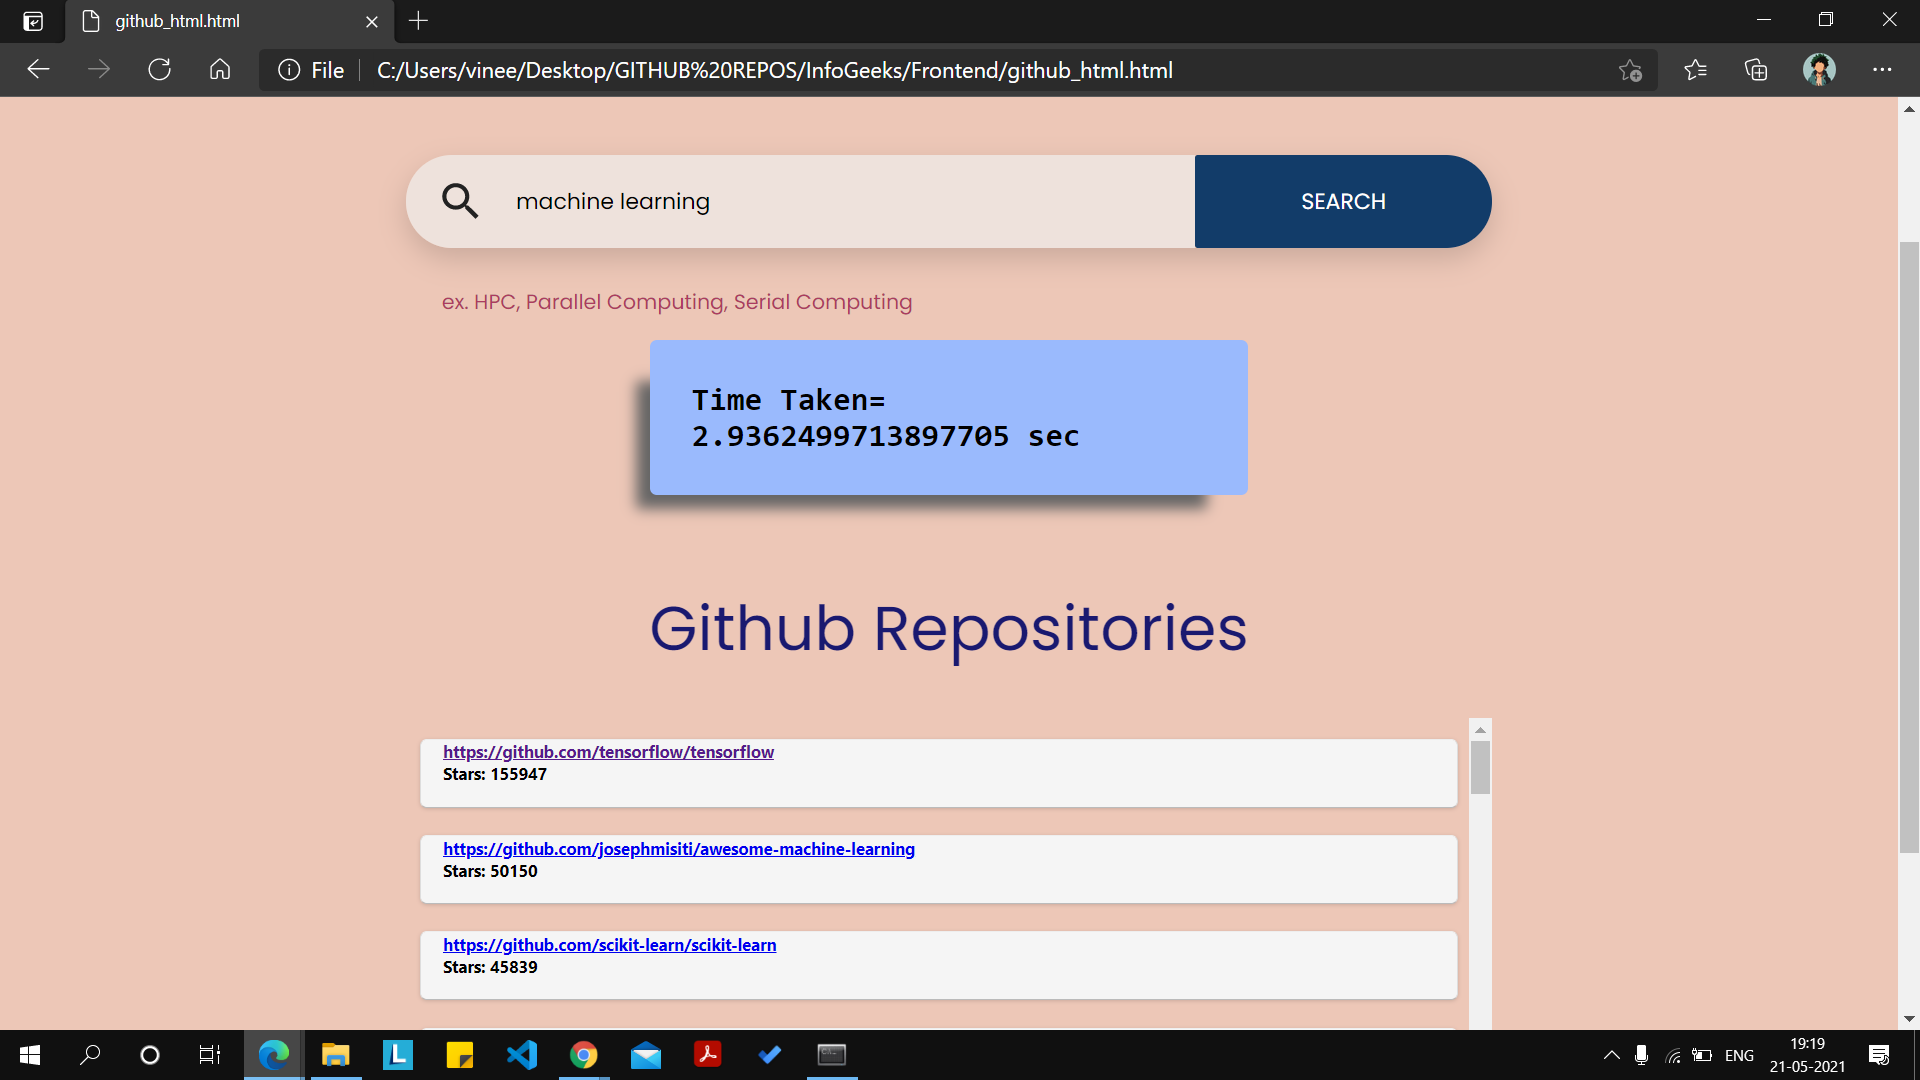 github_html.html
File
C:/Users/vinee/Desktop/GITHUB%20REPOS/InfoGeeks/Frontend/github_html.html
machine learning
SEARCH
ex. HPC, Parallel Computing, Serial Computing
Time Taken=
2.9362499713897705 sec
Github Repositories
https://github.com/tensorflow/tensorflow
Stars: 155947
https://github.com/josephmisiti/awesome-machine-learning
Stars: 50150
https://github.com/scikit-learn/scikit-learn
Stars: 45839
L
ENG
19:19
21-05-2021